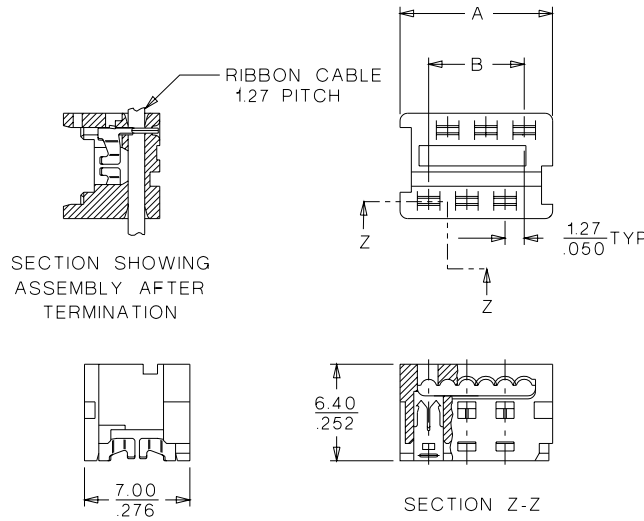 A
B
RIBBON CABLE
1.27 PITCH
1.27
.050
TYP
Z
Z
SECTION SHOWING
ASSEMBLY AFTER
TERMINATION
6.40
.252
7.00
.276
SECTION Z-Z